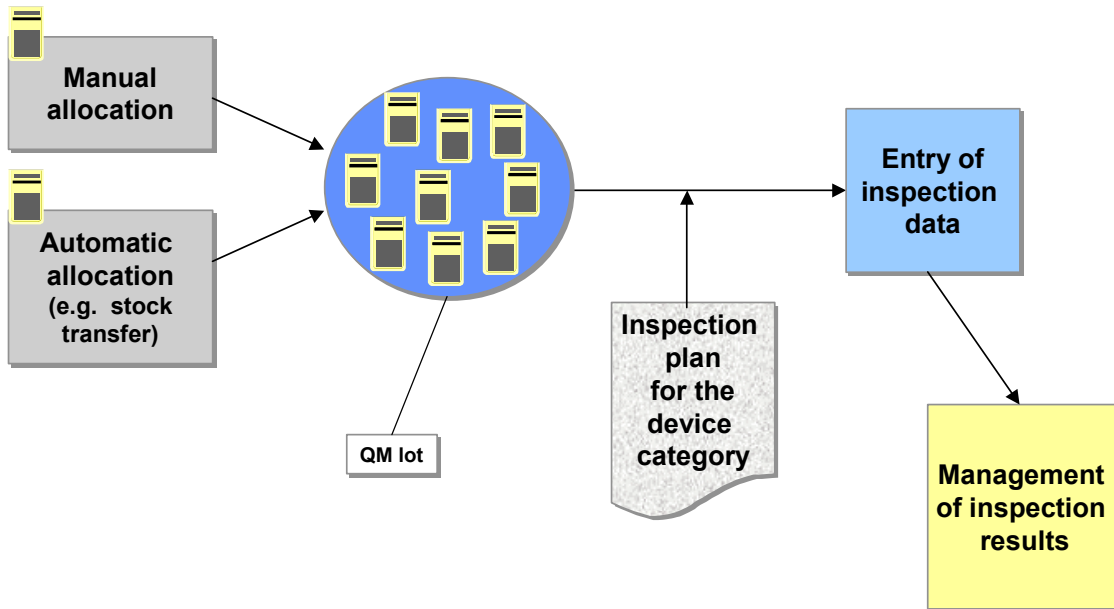 Manual
allocation
Automatic
allocation
(e.g. stock
transfer)
QM lot
Inspection
plan
for the
device
category
Entry of
inspection
data
Management
of inspection
results